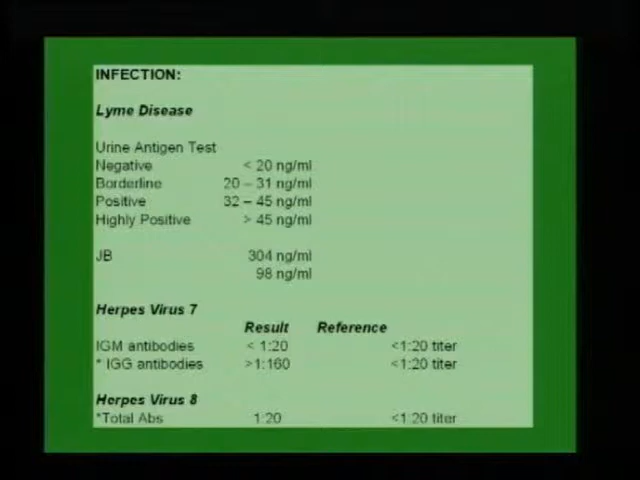 INFECTION:
Lyme Disease
Urine Antigen Test
Negative < 20 ng/ml
Borderline 20 – 31 ng/ml
Positive 32 – 45 ng/ml
Highly Positive > 45 ng/ml
JB 304 ng/ml
98 ng/ml
Herpes Virus 7
Result Reference
IGM antibodies < 1:20 <1:20 titer
* IGG antibodies >1:160 <1:20 titer
Herpes Virus 8
*Total Abs 1:20 <1:20 titer